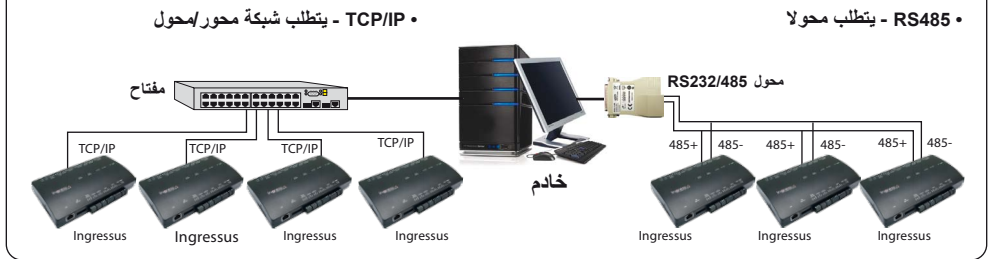 • RS485 - يتطلب محولا
• TCP/IP - يتطلب شبكة محور/محول
محول RS232/485
مفتاح
TCP/IP TCP/IP TCP/IP TCP/IP
485+ 485- 485+ 485- 485+ 485-
خادم
Ingressus Ingressus Ingressus Ingressus
Ingressus Ingressus Ingressus